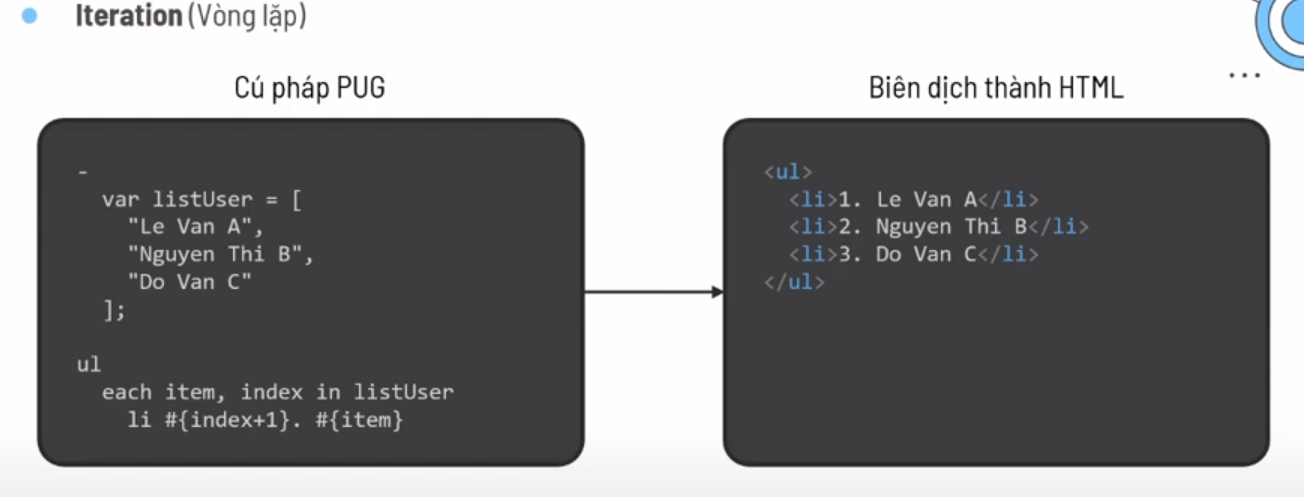 Iteration (Vòng lặp)
...
Cú pháp PUG
-
  var listUser = [
    "Le Van A",
    "Nguyen Thi B",
    "Do Van C"
  ];
ul
  each item, index in listUser
    li #{index+1}. #{item}
Biên dịch thành HTML
<ul>
  <li>1. Le Van A</li>
  <li>2. Nguyen Thi B</li>
  <li>3. Do Van C</li>
</ul>